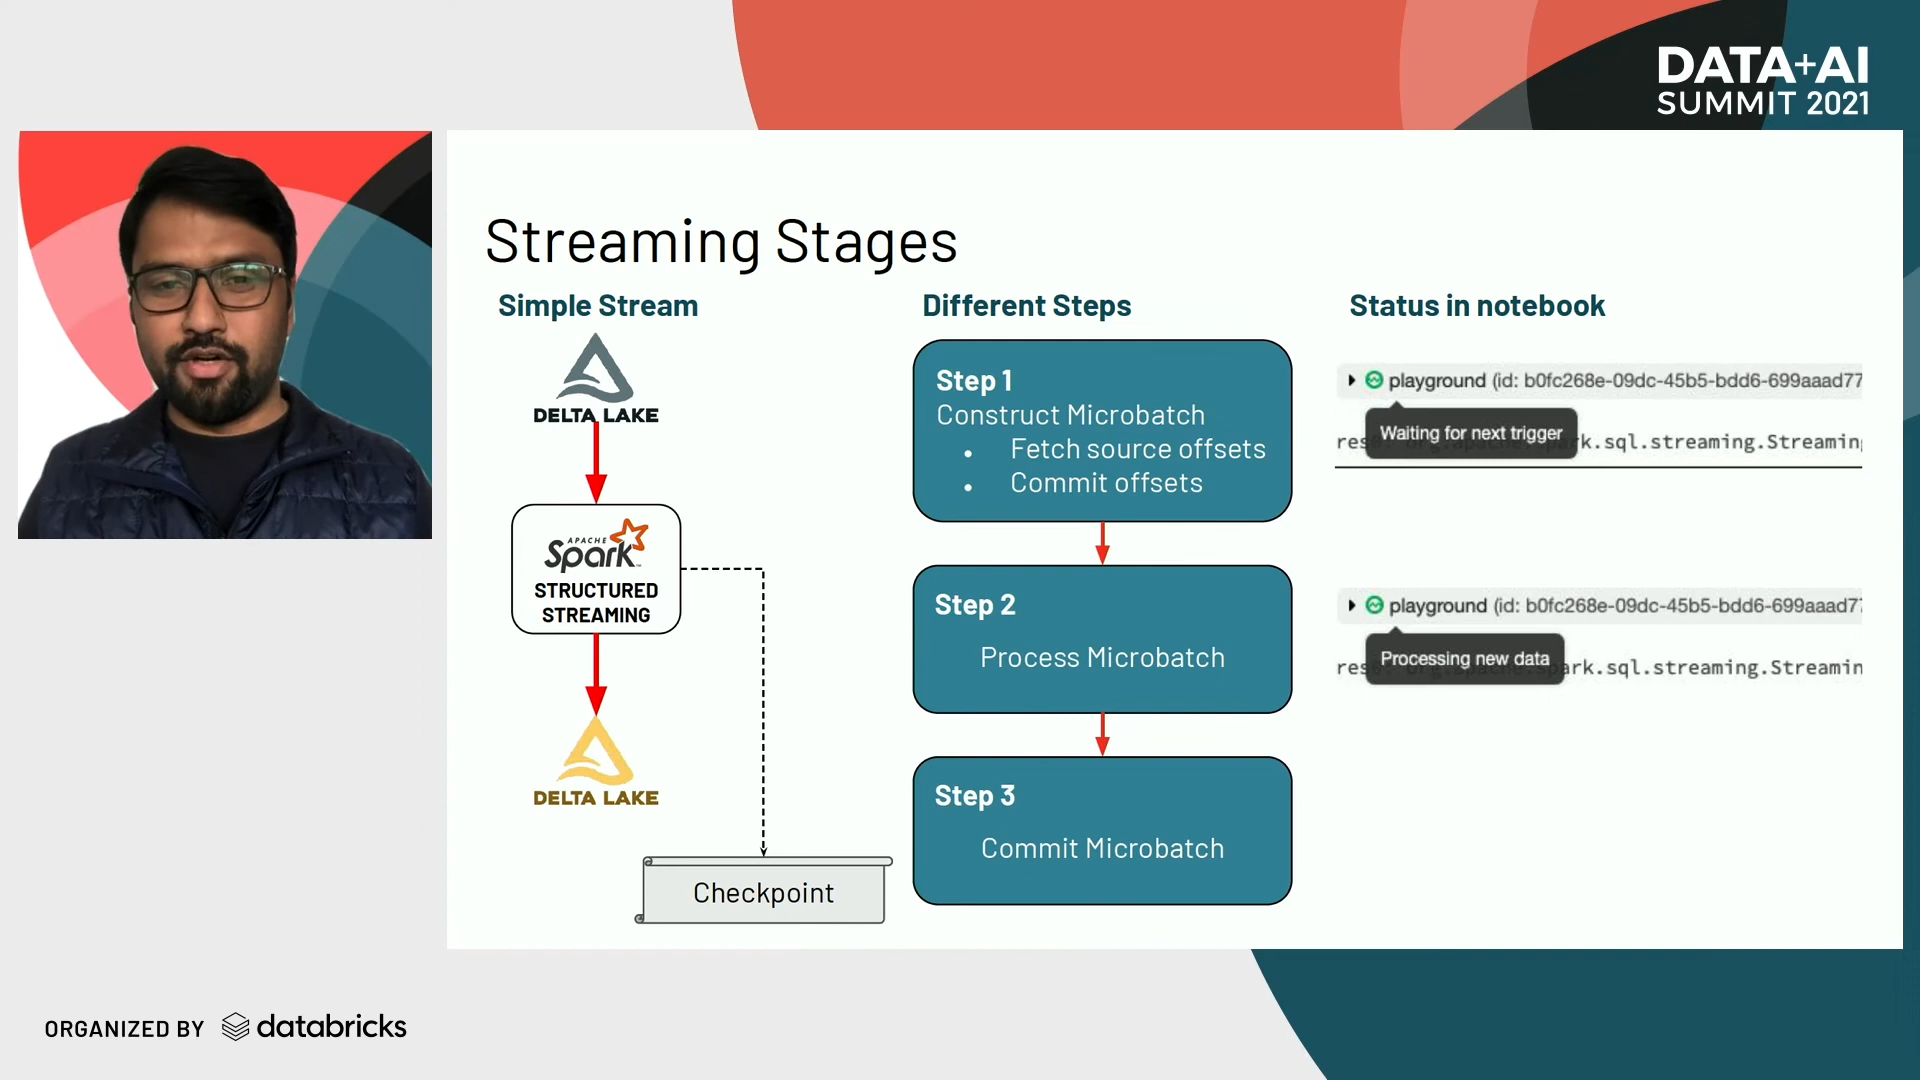 DATA+AI
SUMMIT 2021
Streaming Stages
Simple Stream
DELTA LAKE
APACHE
Spark™
STRUCTURED
STREAMING
DELTA LAKE
Checkpoint
Different Steps
Step 1
Construct Microbatch
• Fetch source offsets
• Commit offsets
Step 2
Process Microbatch
Step 3
Commit Microbatch
Status in notebook
playground (id: b0fc268e-09dc-45b5-bdd6-699aaad77
Waiting for next trigger
rk.sql.streaming.Streamin
playground (id: b0fc268e-09dc-45b5-bdd6-699aaad77
Processing new data
ark.sql.streaming.Streamin
ORGANIZED BY databricks